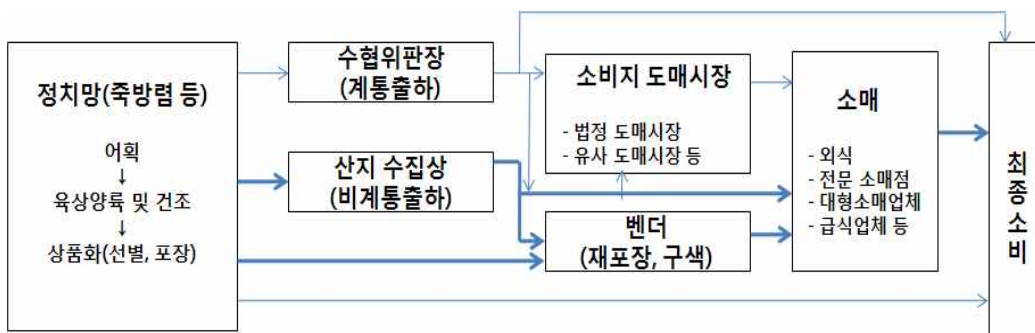 정치망(죽방렴 등)
어획
↓
육상양륙 및 건조
↓
상품화(선별, 포장)
수협위판장
(계통출하)
산지 수집상
(비계통출하)
소비지 도매시장
- 법정 도매시장
- 유사 도매시장 등
벤더
(재포장, 구색)
소매
- 외식
- 전문 소매점
- 대형소매업체
- 급식업체 등
최
종
소
비